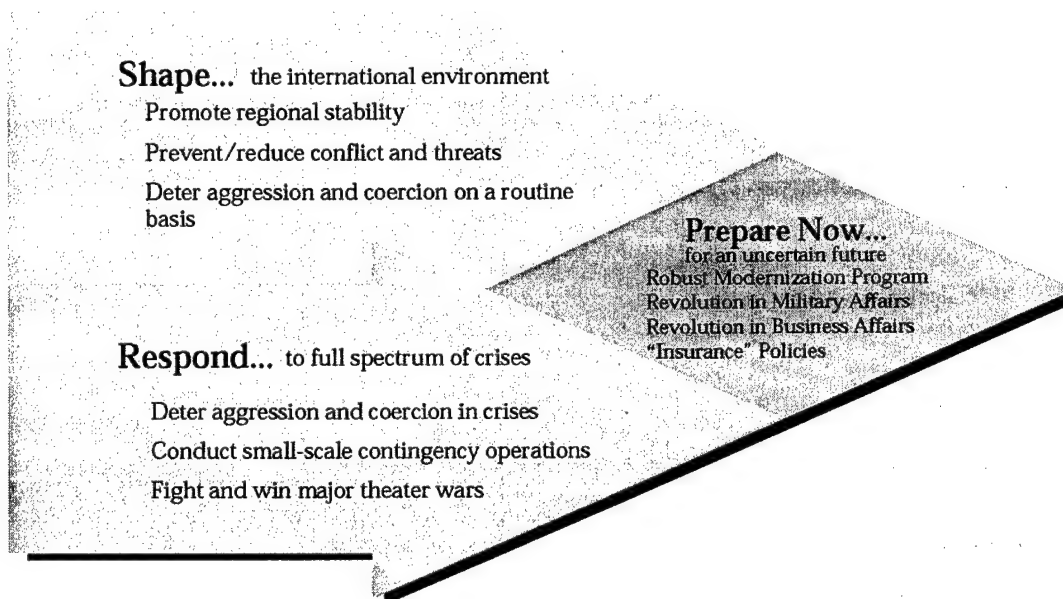 Shape... the international environment
Promote regional stability
Prevent/reduce conflict and threats
Deter aggression and coercion on a routine
basis
Prepare Now...
for an uncertain future
Robust Modernization Program
Revolution in Military Affairs
Revolution in Business Affairs
“Insurance” Policies
Respond... to full spectrum of crises
Deter aggression and coercion in crises
Conduct small-scale contingency operations
Fight and win major theater wars